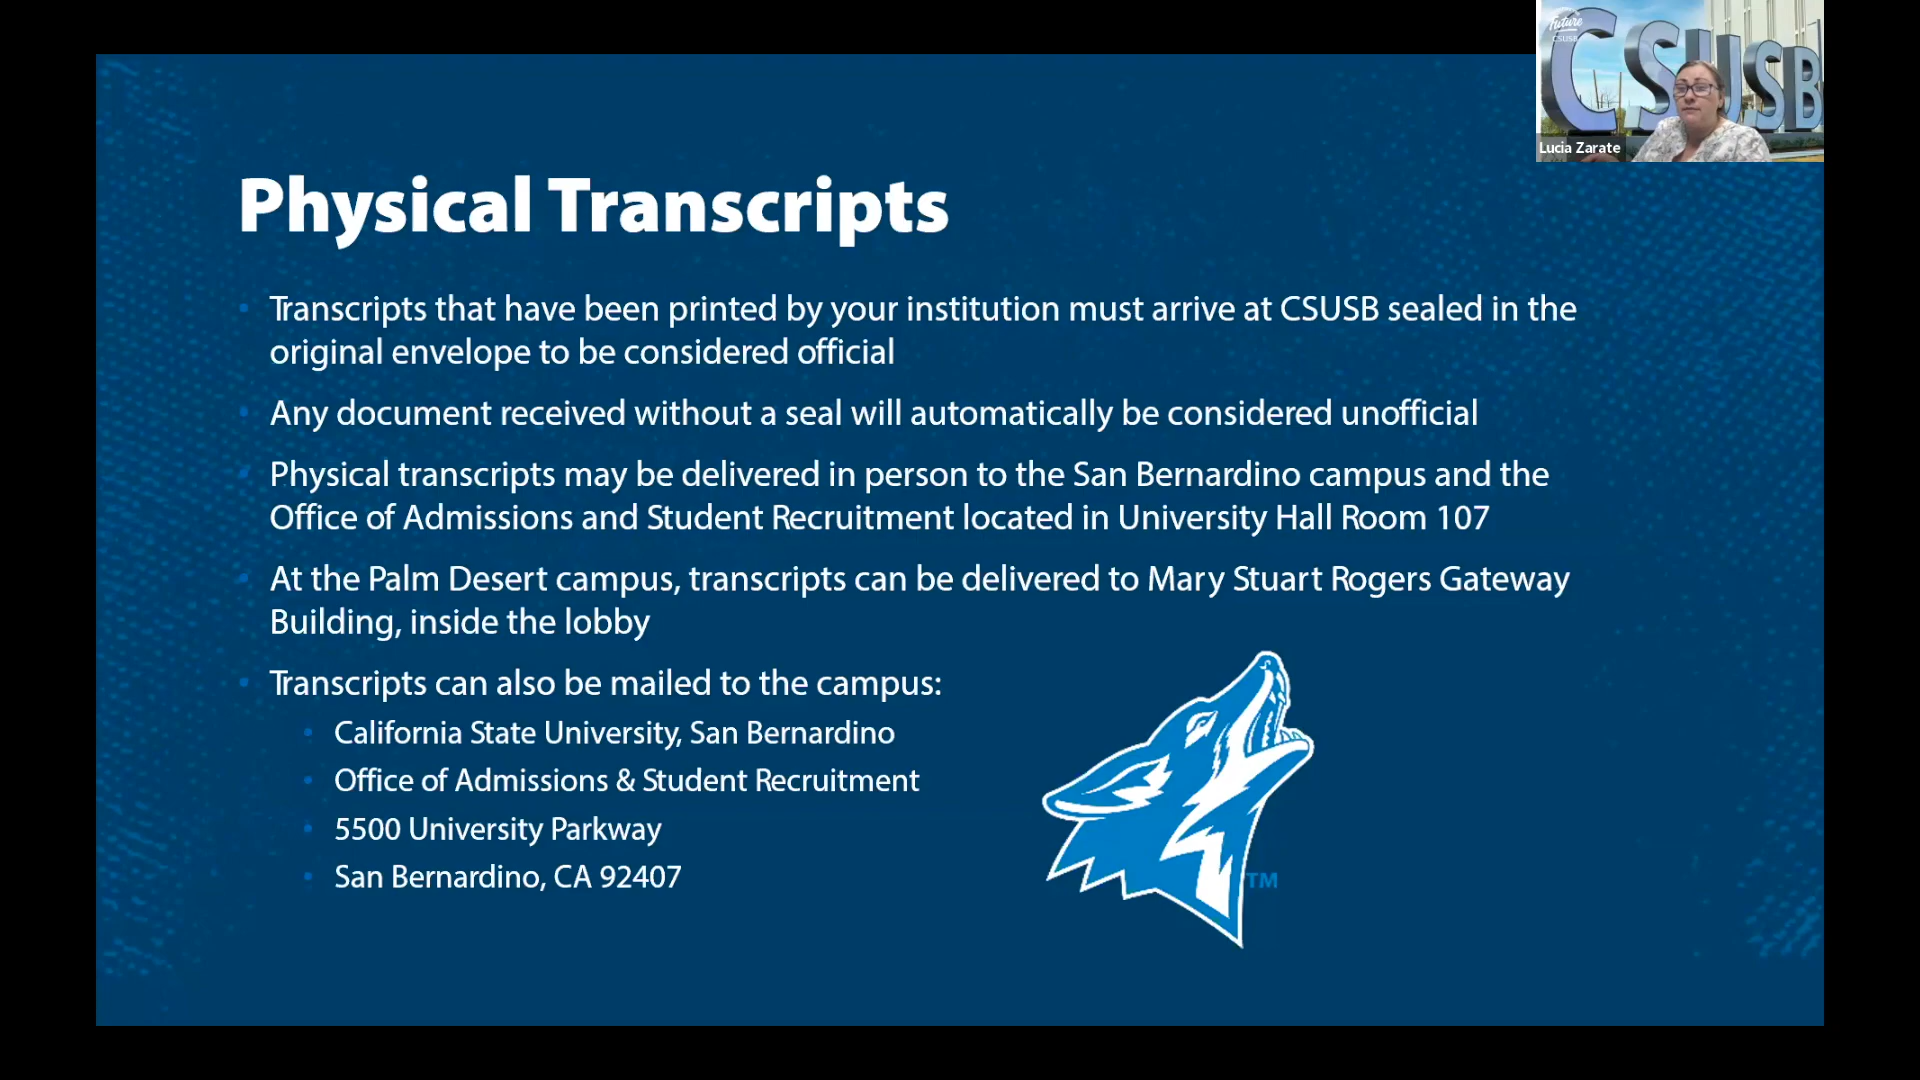 Future
CSUSB
CSUSB
Lucia Zarate
Physical Transcripts
Transcripts that have been printed by your institution must arrive at CSUSB sealed in the
original envelope to be considered official
Any document received without a seal will automatically be considered unofficial
Physical transcripts may be delivered in person to the San Bernardino campus and the
Office of Admissions and Student Recruitment located in University Hall Room 107
At the Palm Desert campus, transcripts can be delivered to Mary Stuart Rogers Gateway
Building, inside the lobby
Transcripts can also be mailed to the campus:
California State University, San Bernardino
Office of Admissions & Student Recruitment
5500 University Parkway
San Bernardino, CA 92407
TM